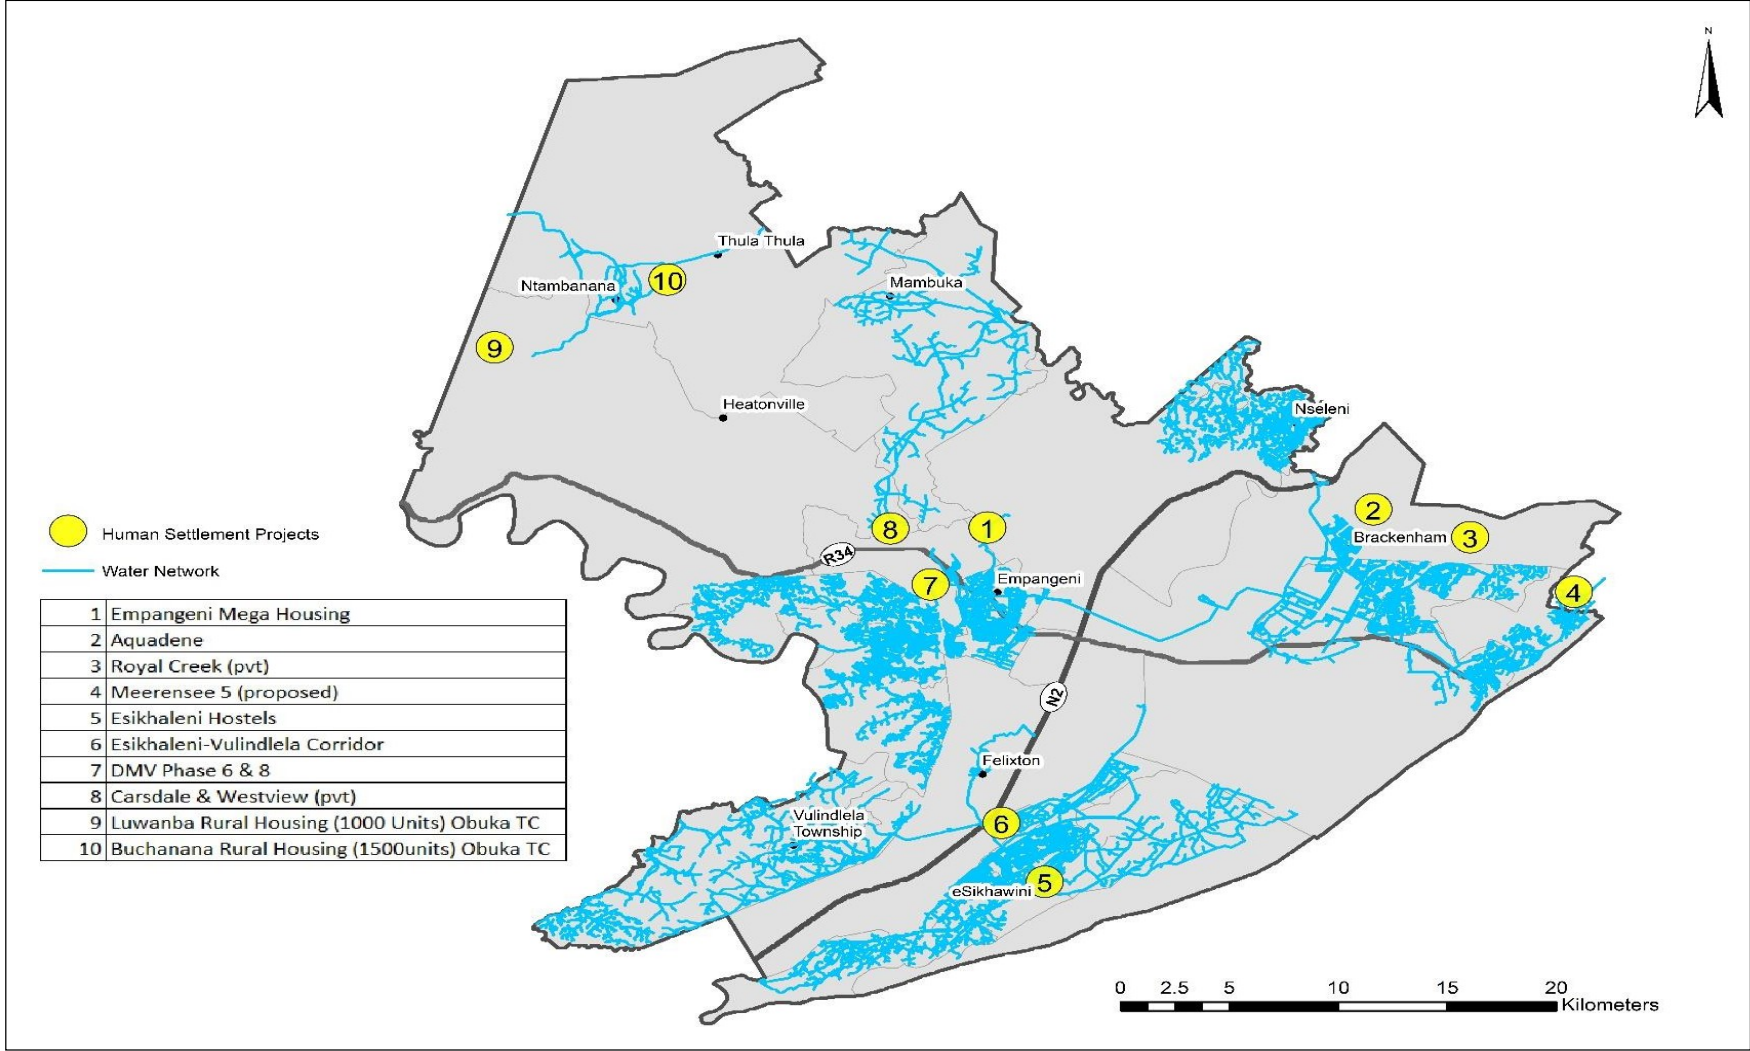 N
Thula Thula
Ntambanana
10
Mambuka
9
Heatonville
Nseleni
2
Brackenham
3
8
1
R34
7
Empangeni
4
N2
Felixton
Vulindlela
Township
6
5
eSikhawini
Human Settlement Projects
Water Network
1 Empangeni Mega Housing
2 Aquadene
3 Royal Creek (pvt)
4 Meerensee 5 (proposed)
5 Esikhaleni Hostels
6 Esikhaleni-Vulindlela Corridor
7 DMV Phase 6 & 8
8 Carsdale & Westview (pvt)
9 Luwanba Rural Housing (1000 Units) Obuka TC
10 Buchanana Rural Housing (1500units) Obuka TC
0 2.5 5 10 15 20
Kilometers